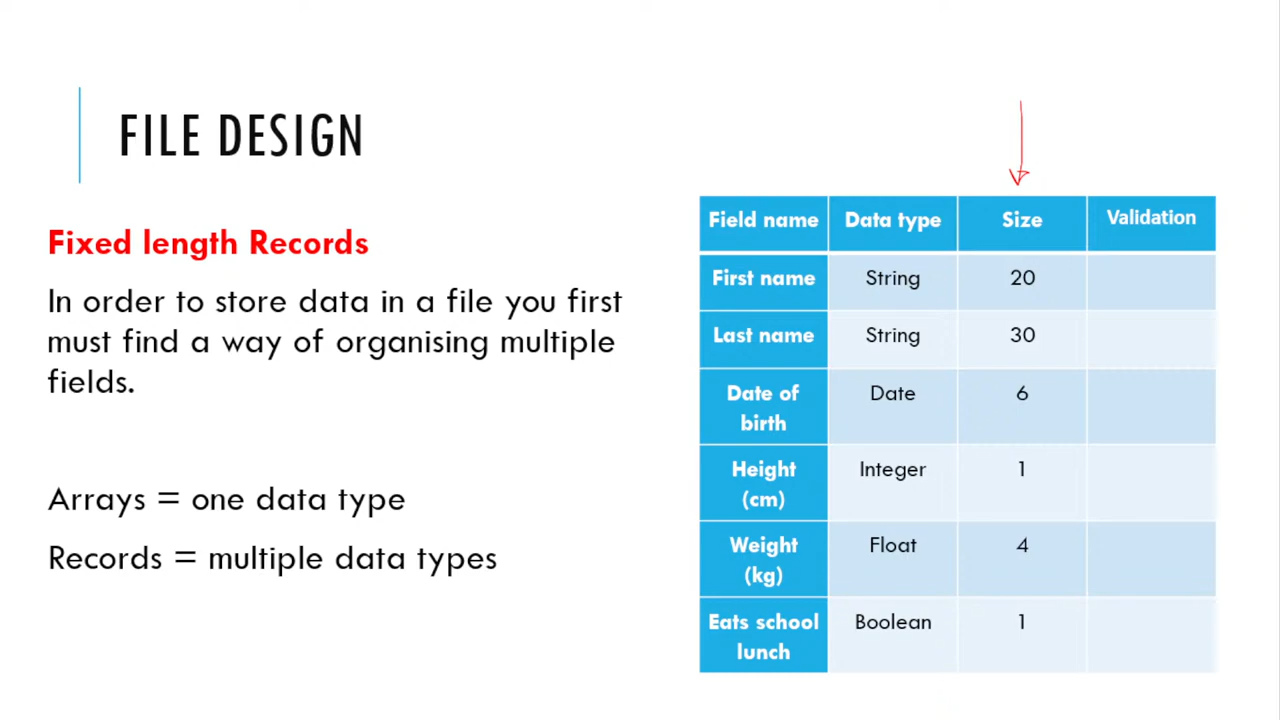 FILE DESIGN
Fixed length Records
In order to store data in a file you first
must find a way of organising multiple
fields.
Arrays = one data type
Records = multiple data types
Field name Data type Size Validation
First name String 20
Last name String 30
Date of
birth Date 6
Height
(cm) Integer 1
Weight
(kg) Float 4
Eats school
lunch Boolean 1